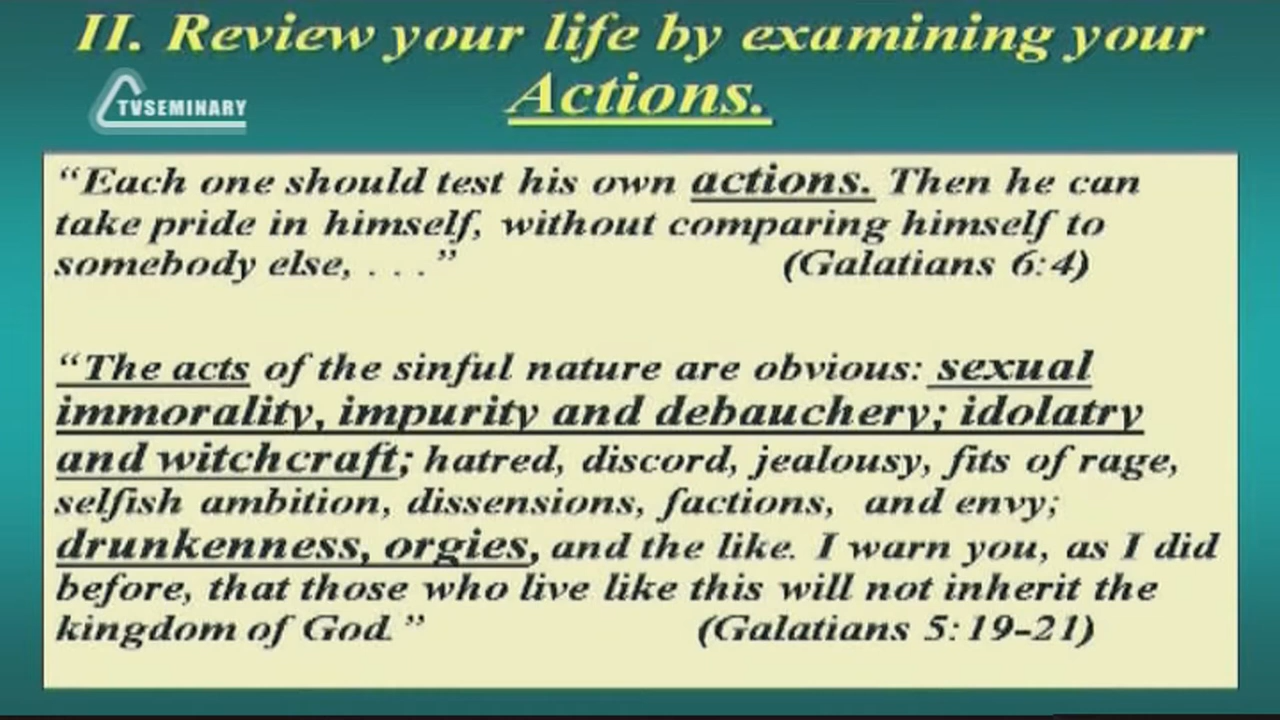 II. Review your life by examining your
Actions.
TVSEMINARY
“Each one should test his own actions. Then he can
take pride in himself, without comparing himself to
somebody else, . . .” (Galatians 6:4)
“The acts of the sinful nature are obvious: sexual
immorality, impurity and debauchery; idolatry
and witchcraft; hatred, discord, jealousy, fits of rage,
selfish ambition, dissensions, factions, and envy;
drunkenness, orgies, and the like. I warn you, as I did
before, that those who live like this will not inherit the
kingdom of God.” (Galatians 5:19-21)